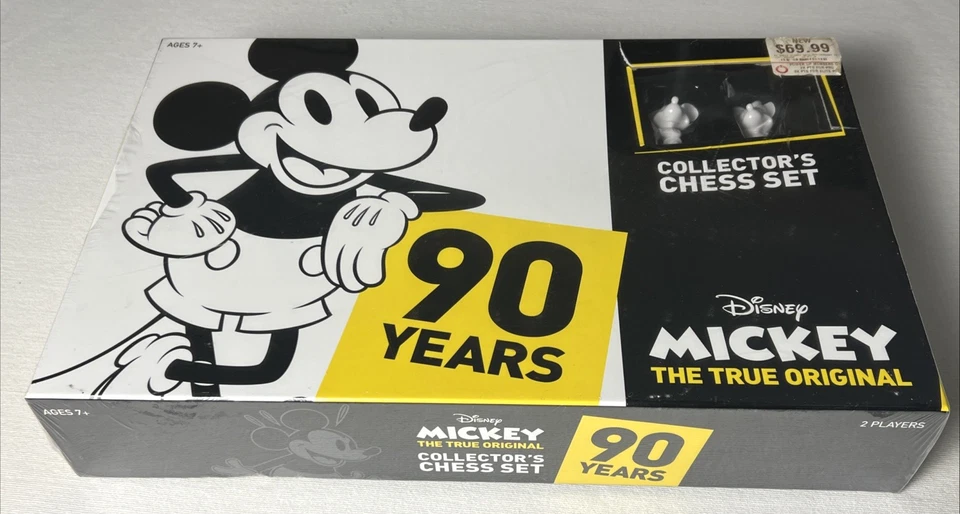 AGES 7+
NEW
$69.99
COLLECTOR'S
CHESS SET
90
YEARS
Disney
MICKEY
THE TRUE ORIGINAL
AGES 7+
Disney
MICKEY
THE TRUE ORIGINAL
COLLECTOR'S
CHESS SET
90
YEARS
2 PLAYERS